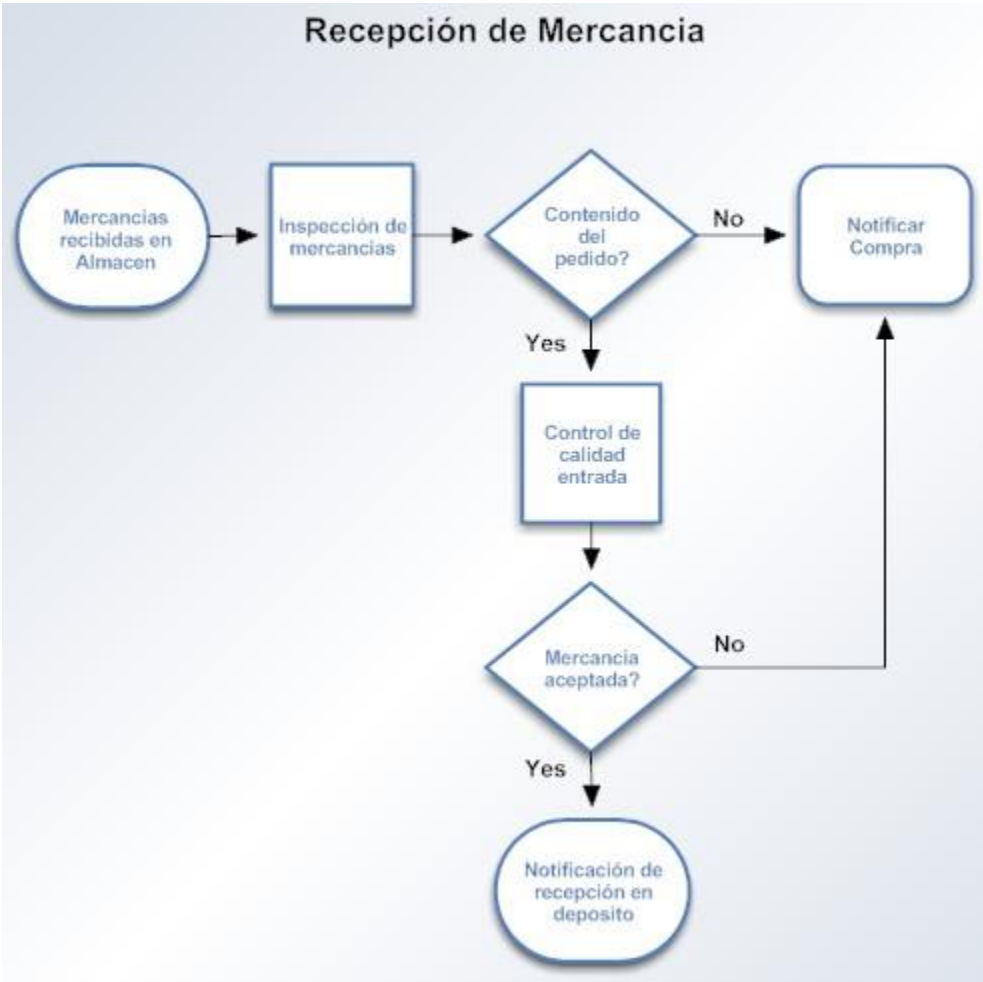 Recepción de Mercancia
Mercancias
recibidas en
Almacen
Inspección de
mercancias
Contenido
del
pedido?
No
Notificar
Compra
Yes
Control de
calidad
entrada
Mercancia
aceptada?
No
Yes
Notificación de
recepción en
deposito